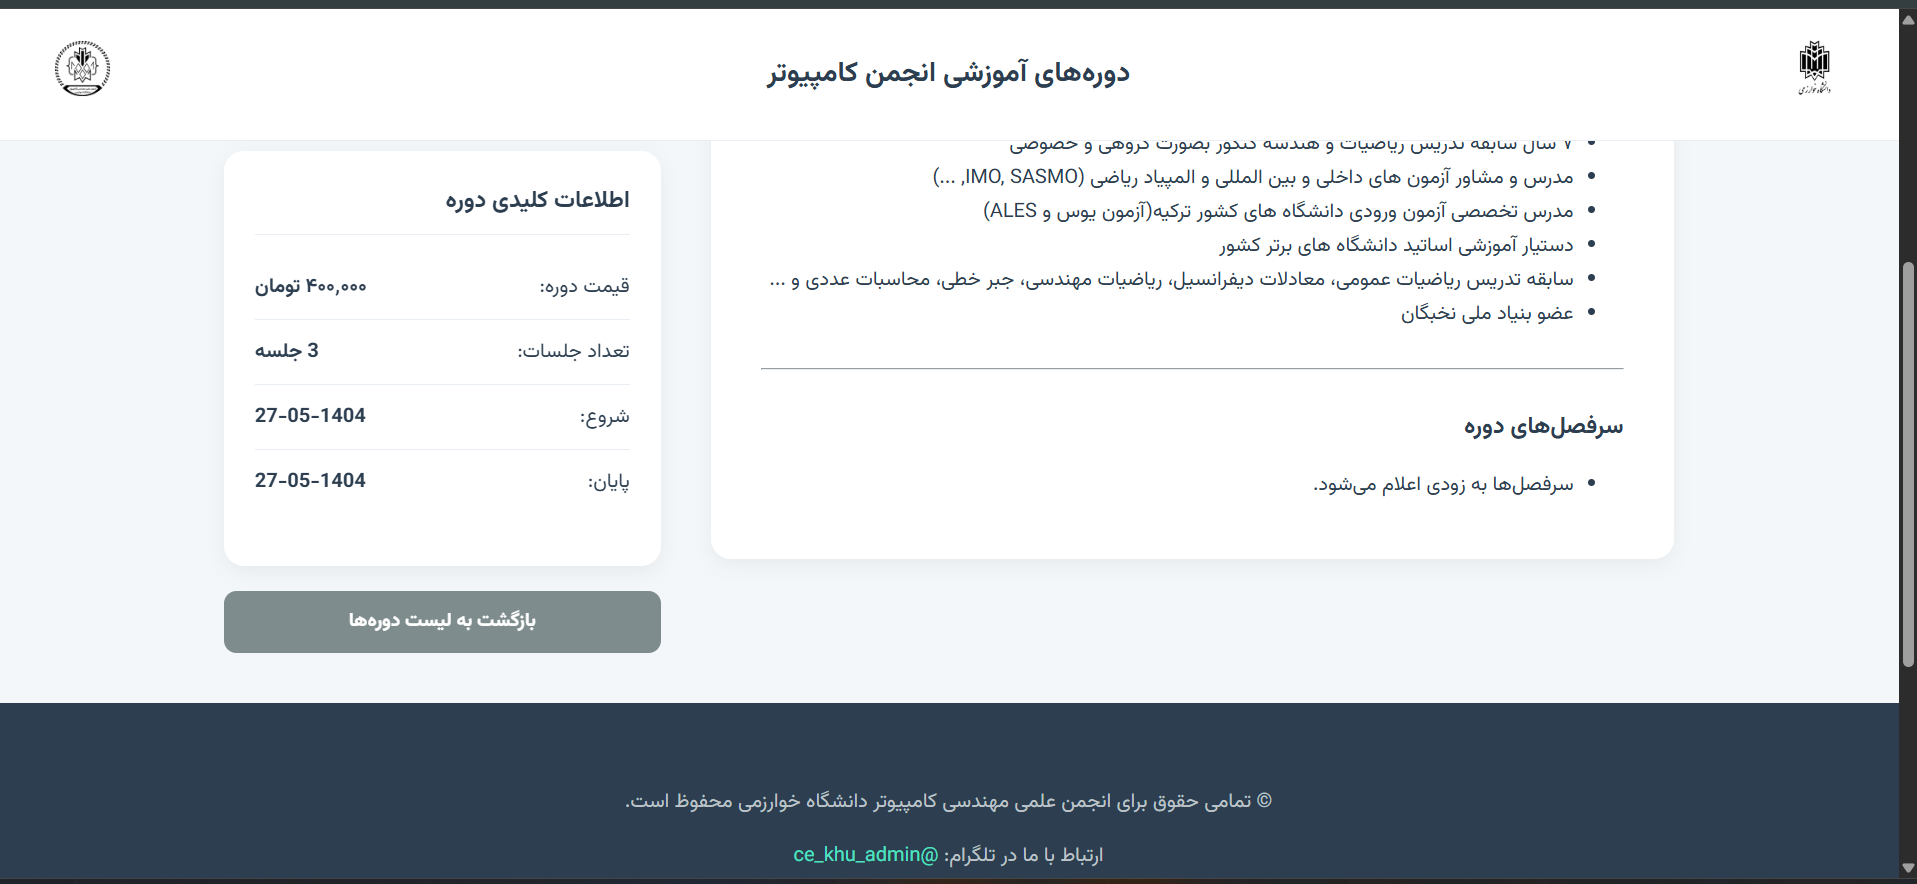 دوره‌های آموزشی انجمن کامپیوتر
دانشگاه خوارزمی
۷ سال سابقه تدریس ریاضیات و هندسه کنکور بصورت گروهی و خصوصی
مدرس و مشاور آزمون های داخلی و بین المللی و المپیاد ریاضی (IMO, SASMO, ...)
مدرس تخصصی آزمون ورودی دانشگاه های کشور ترکیه(آزمون یوس و ALES)
دستیار آموزشی اساتید دانشگاه های برتر کشور
سابقه تدریس ریاضیات عمومی، معادلات دیفرانسیل، ریاضیات مهندسی، جبر خطی، محاسبات عددی و ...
عضو بنیاد ملی نخبگان
سرفصل‌های دوره
سرفصل‌ها به زودی اعلام می‌شود.
اطلاعات کلیدی دوره
قیمت دوره: ۴۰۰,۰۰۰ تومان
تعداد جلسات: 3 جلسه
شروع: 27-05-1404
پایان: 27-05-1404
بازگشت به لیست دوره‌ها
© تمامی حقوق برای انجمن علمی مهندسی کامپیوتر دانشگاه خوارزمی محفوظ است.
ارتباط با ما در تلگرام: @ce_khu_admin